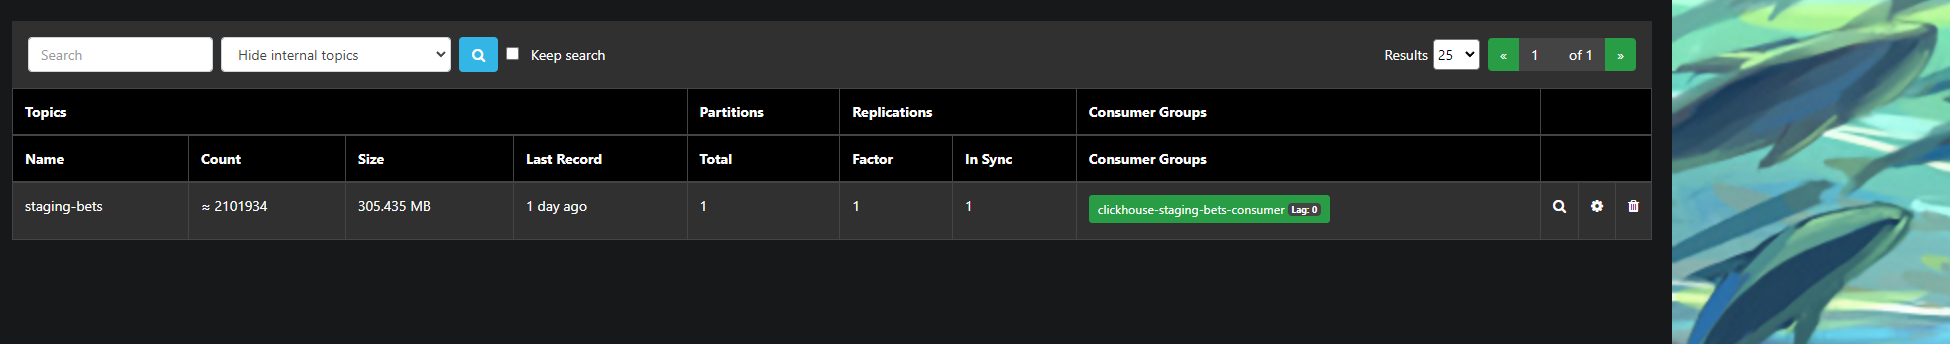 Search Hide internal topics Keep search Results 25 « 1 of 1 »
Topics Partitions Replications Consumer Groups
Name Count Size Last Record Total Factor In Sync Consumer Groups
staging-bets ≈ 2101934 305.435 MB 1 day ago 1 1 1 clickhouse-staging-bets-consumer Lag: 0